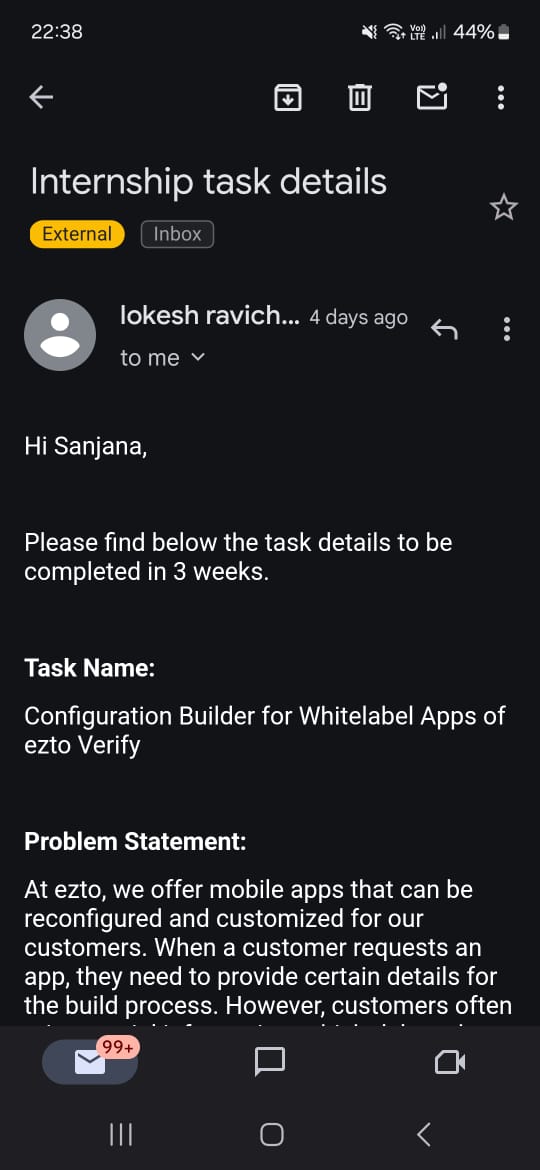 22:38
Vo)) LTE 44%
Internship task details
External Inbox
lokesh ravich... 4 days ago
to me
Hi Sanjana,
Please find below the task details to be
completed in 3 weeks.
Task Name:
Configuration Builder for Whitelabel Apps of
ezto Verify
Problem Statement:
At ezto, we offer mobile apps that can be
reconfigured and customized for our
customers. When a customer requests an
app, they need to provide certain details for
the build process. However, customers often
99+